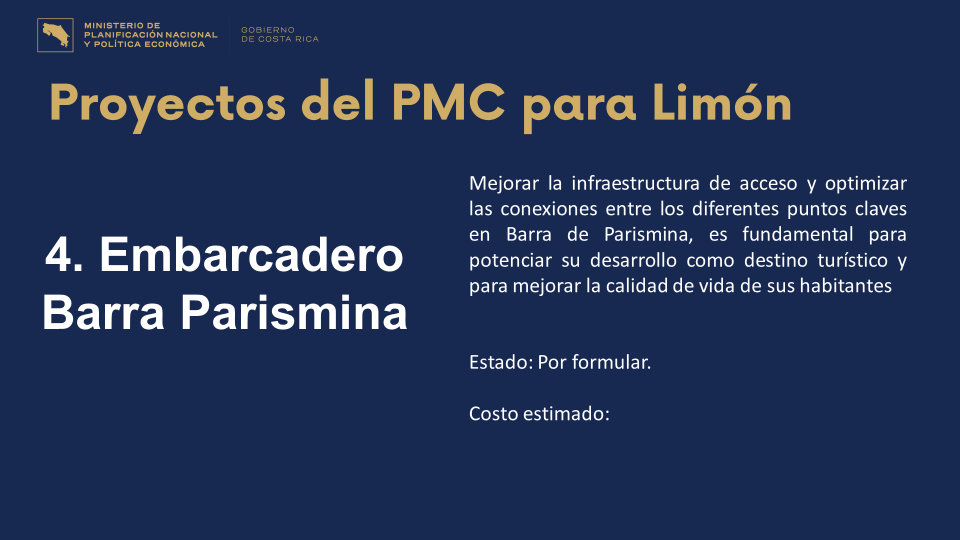 MINISTERIO DE
PLANIFICACIÓN NACIONAL
Y POLÍTICA ECONÓMICA
GOBIERNO
DE COSTA RICA
Proyectos del PMC para Limón
4. Embarcadero
Barra Parismina
Mejorar la infraestructura de acceso y optimizar
las conexiones entre los diferentes puntos claves
en Barra de Parismina, es fundamental para
potenciar su desarrollo como destino turístico y
para mejorar la calidad de vida de sus habitantes
Estado: Por formular.
Costo estimado: